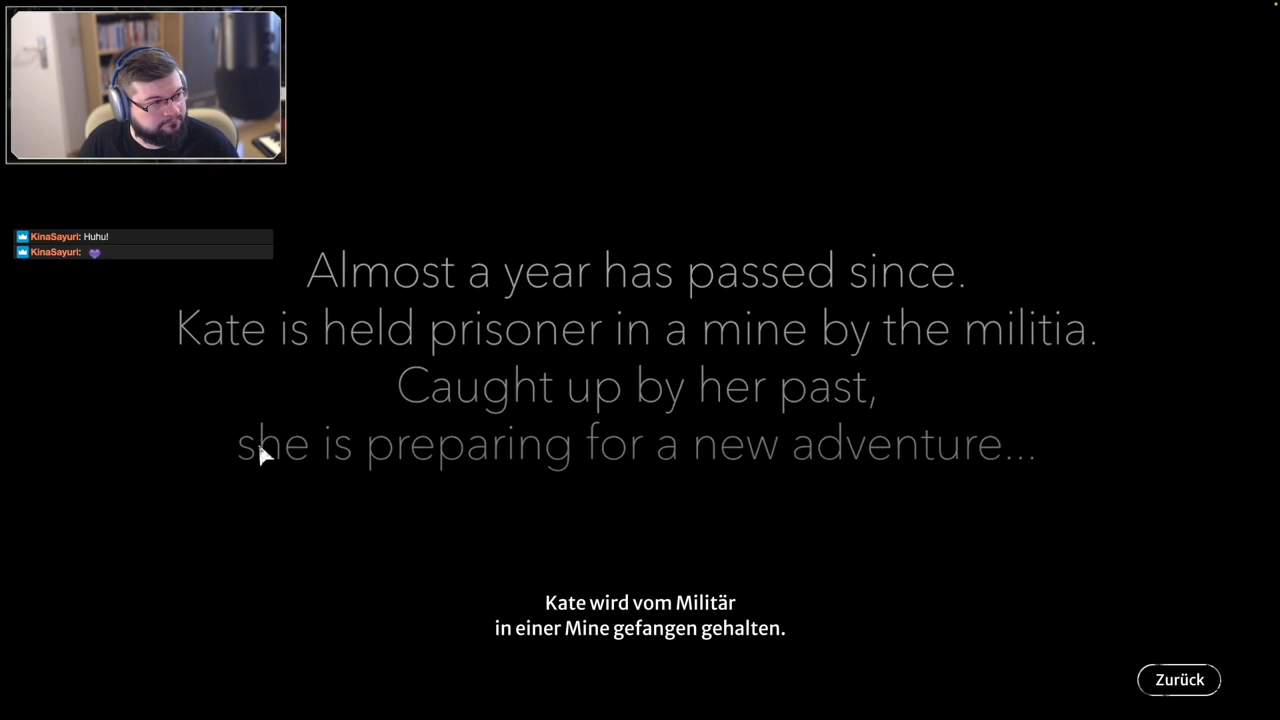 KinaSayuri: Huhu!
KinaSayuri:
Almost a year has passed since.
Kate is held prisoner in a mine by the militia.
Caught up by her past,
she is preparing for a new adventure...
Kate wird vom Militär
in einer Mine gefangen gehalten.
Zurück